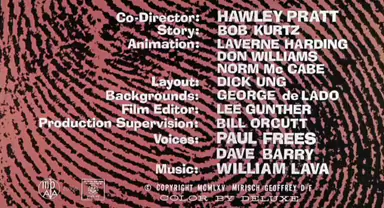 Co-Director: HAWLEY PRATT
Story: BOB KURTZ
Animation: LAVERNE HARDING
DON WILLIAMS
NORM Mc CABE
Layout: DICK UNG
Backgrounds: GEORGE de LADO
Film Editor: LEE GUNTHER
Production Supervision: BILL ORCUTT
Voices: PAUL FREES
DAVE BARRY
Music: WILLIAM LAVA
© COPYRIGHT MCMLXV MIRISCH GEOFFREY D-F
COLOR BY DELUXE